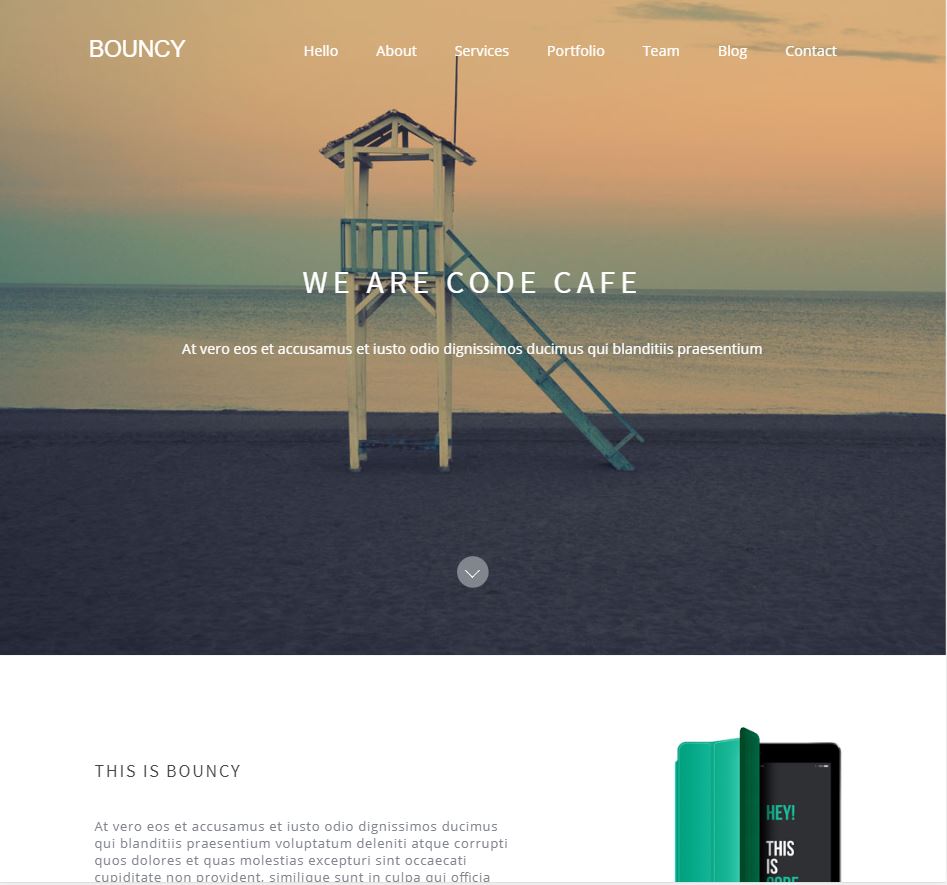 BOUNCY
Hello About Services Portfolio Team Blog Contact
WE ARE CODE CAFE
At vero eos et accusamus et iusto odio dignissimos ducimus qui blanditiis praesentium
THIS IS BOUNCY
At vero eos et accusamus et iusto odio dignissimos ducimus
qui blanditiis praesentium voluptatum deleniti atque corrupti
quos dolores et quas molestias excepturi sint occaecati
cupiditate non provident, similique sunt in culpa qui officia
HEY!
THIS
IS
CODE